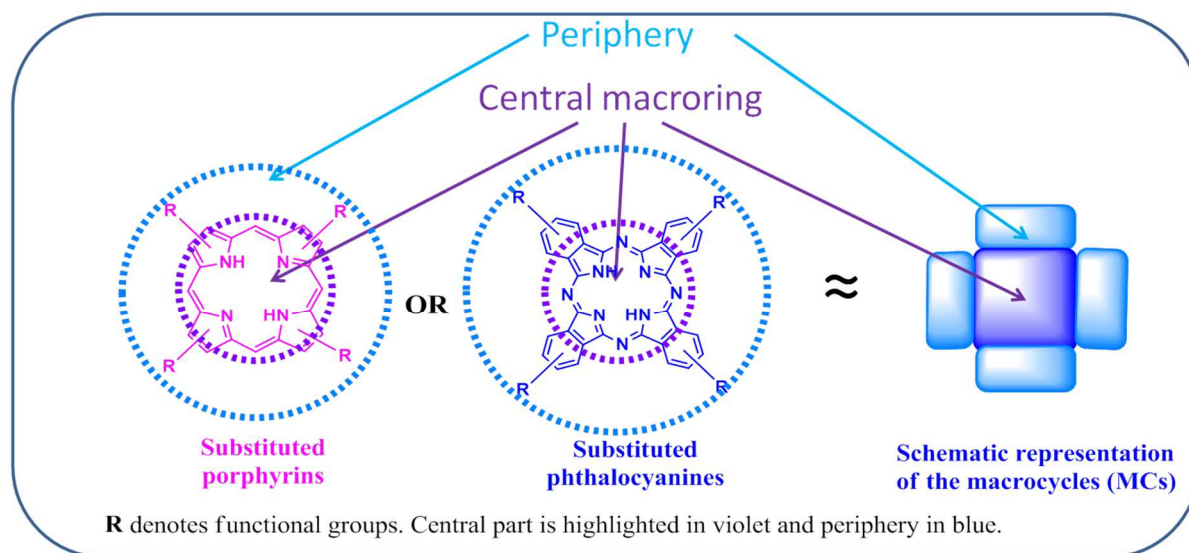 Periphery
Central macroring
R
R
NH
N
N
HN
R
R
OR
R
R
N
NH
N
N
N
N
HN
N
R
R
≈
Substituted
porphyrins
Substituted
phthalocyanines
Schematic representation
of the macrocycles (MCs)
R denotes functional groups. Central part is highlighted in violet and periphery in blue.